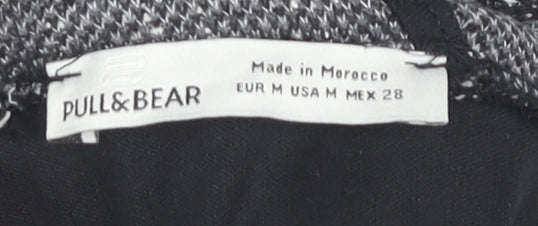 PULL&BEAR
Made in Morocco
EUR M USA M MEX 28